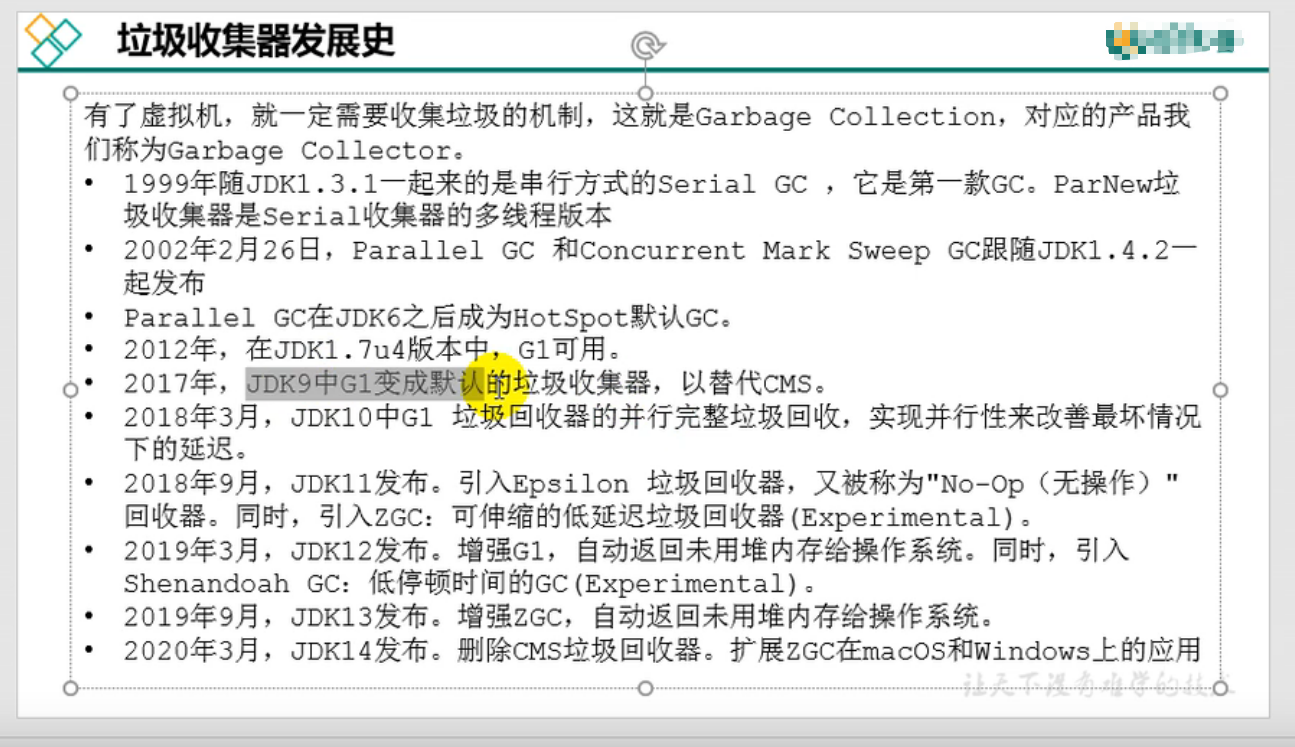 垃圾收集器发展史
有了虚拟机，就一定需要收集垃圾的机制，这就是Garbage Collection，对应的产品我
们称为Garbage Collector。
• 1999年随JDK1.3.1一起来的是串行方式的Serial GC ，它是第一款GC。ParNew垃
圾收集器是Serial收集器的多线程版本
• 2002年2月26日，Parallel GC 和Concurrent Mark Sweep GC跟随JDK1.4.2一
起发布
• Parallel GC在JDK6之后成为HotSpot默认GC。
• 2012年，在JDK1.7u4版本中，G1可用。
• 2017年，JDK9中G1变成默认的垃圾收集器，以替代CMS。
• 2018年3月，JDK10中G1 垃圾回收器的并行完整垃圾回收，实现并行性来改善最坏情况
下的延迟。
• 2018年9月，JDK11发布。引入Epsilon 垃圾回收器，又被称为"No-Op（无操作）"
回收器。同时，引入ZGC：可伸缩的低延迟垃圾回收器(Experimental)。
• 2019年3月，JDK12发布。增强G1，自动返回未用堆内存给操作系统。同时，引入
Shenandoah GC：低停顿时间的GC(Experimental)。
• 2019年9月，JDK13发布。增强ZGC，自动返回未用堆内存给操作系统。
• 2020年3月，JDK14发布。删除CMS垃圾回收器。扩展ZGC在macOS和Windows上的应用
让天下没有难学的技术